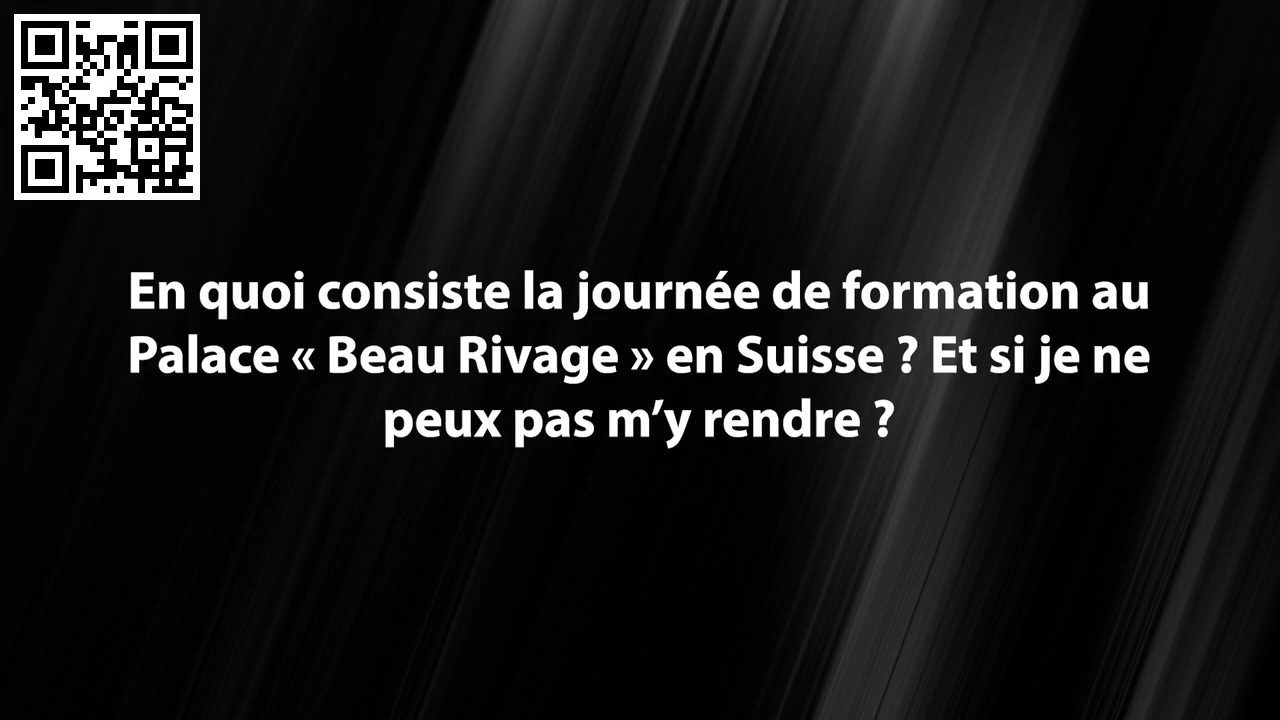 En quoi consiste la journée de formation au
Palace « Beau Rivage » en Suisse ? Et si je ne
peux pas m’y rendre ?